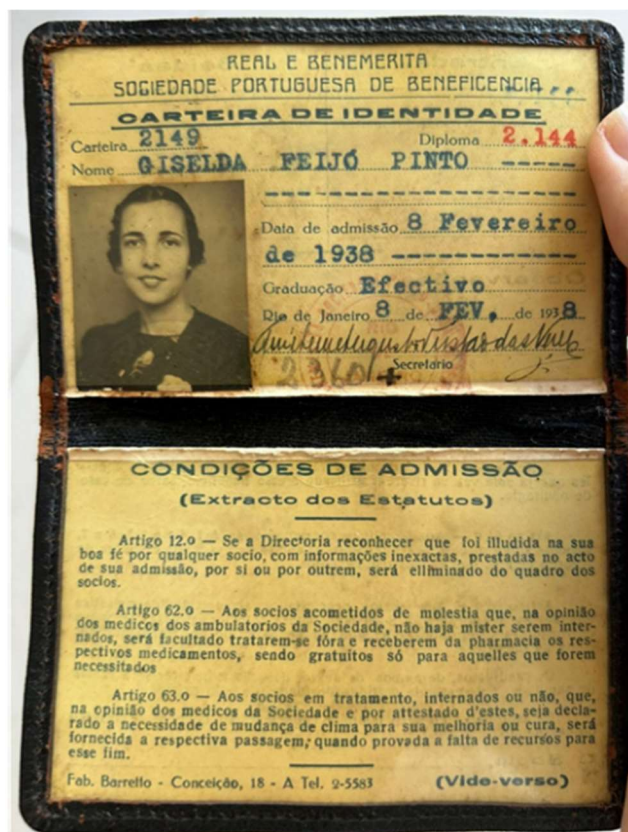 REAL E BENEMERITA
SOCIEDADE PORTUGUESA DE BENEFICENCIA
CARTEIRA DE IDENTIDADE
Carteira 2149 Diploma 2.144
Nome GISELDA FEIJÓ PINTO -----
Data de admissão 8 Fevereiro
de 1938 -------------
Graduação Efectivo
Rio de Janeiro 8 de FEV. de 1938
Secretario
CONDIÇÕES DE ADMISSÃO
(Extracto dos Estatutos)
Artigo 12.o — Se a Directoria reconhecer que foi illudida na sua
boa fé por qualquer socio, com informações inexactas, prestadas no acto
de sua admissão, por si ou por outrem, será elliminado do quadro dos
socios.
Artigo 62.o — Aos socios acometidos de molestia que, na opinião
dos medicos dos ambulatorios da Sociedade, não haja mister serem inter-
nados, será facultado tratarem-se fóra e receberem da pharmacia os res-
pectivos medicamentos, sendo gratuitos só para aquelles que forem
necessitados
Artigo 63.o — Aos socios em tratamento, internados ou não, que,
na opinião dos medicos da Sociedade e por attestado d'estes, seja decla-
rado a necessidade de mudança de clima para sua melhoria ou cura, será
fornecida a respectiva passagem, quando provada a falta de recursos para
esse fim.
Fab. Barretto - Conceição, 18 - A Tel. 2-5583 (Vide-verso)